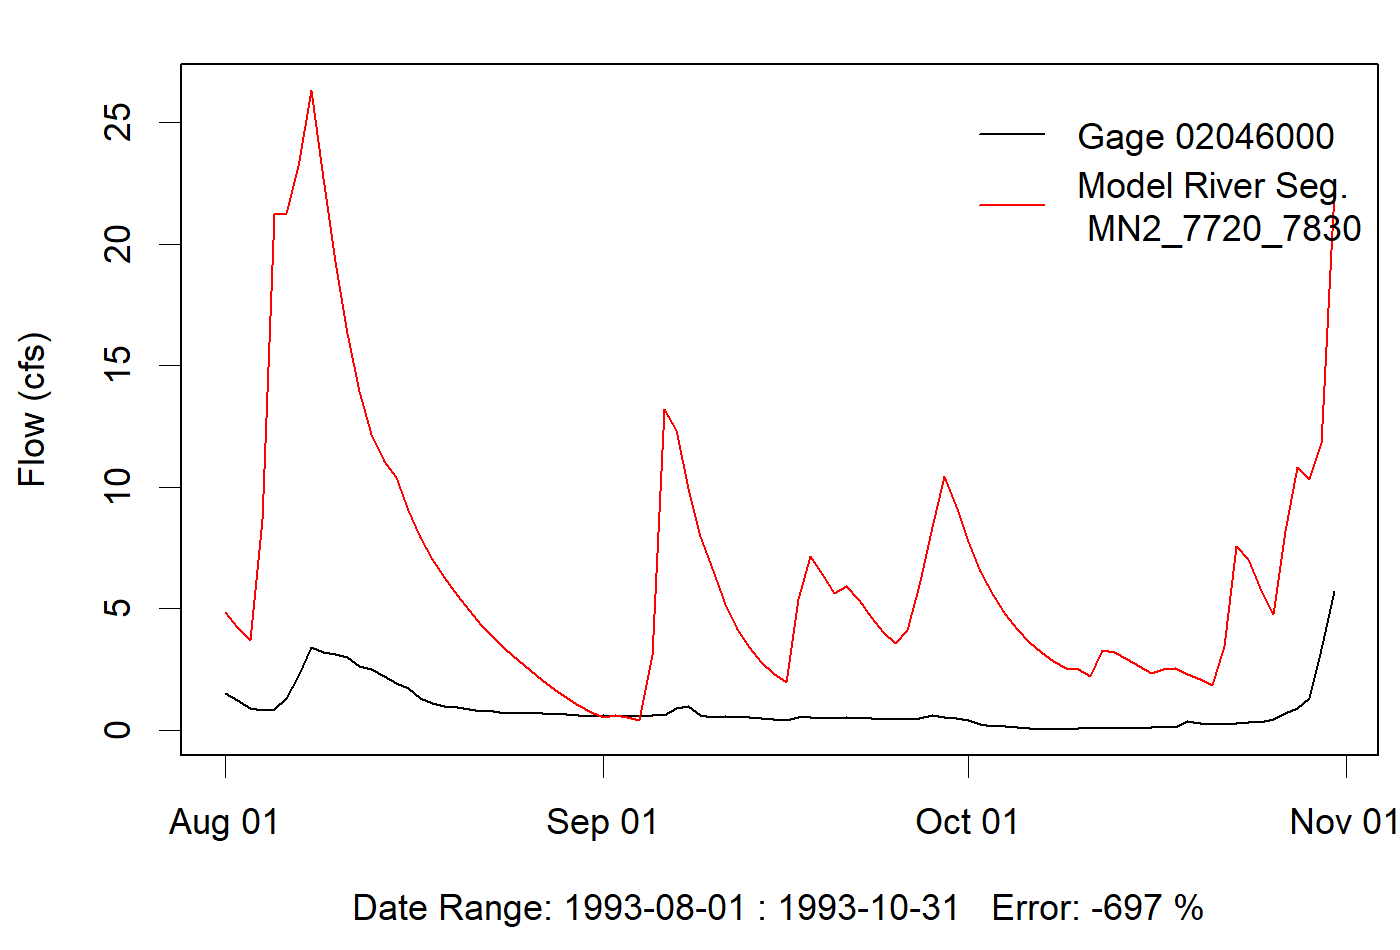 Flow (cfs)
25
20
15
10
5
0
Gage 02046000
Model River Seg.
MN2_7720_7830
Aug 01
Sep 01
Oct 01
Nov 01
Date Range: 1993-08-01 : 1993-10-31   Error: -697 %